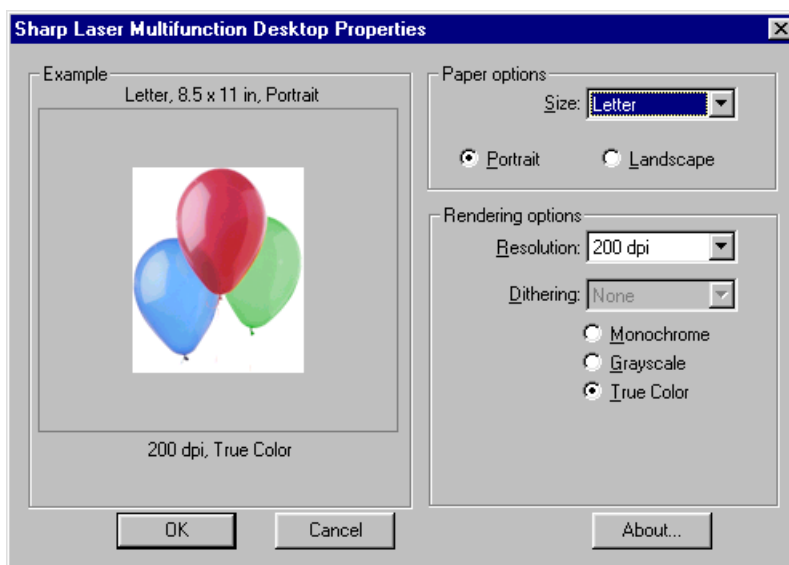 Sharp Laser Multifunction Desktop Properties
Example
Letter, 8.5 x 11 in, Portrait
200 dpi, True Color
Paper options
Size: Letter
Portrait Landscape
Rendering options
Resolution: 200 dpi
Dithering: None
Monochrome
Grayscale
True Color
OK Cancel About...